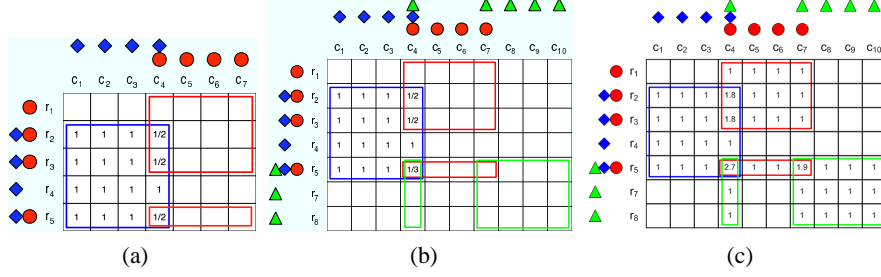 c1 c2 c3 c4 c5 c6 c7
r1
r2 1 1 1 1/2
r3 1 1 1 1/2
r4 1 1 1 1
r5 1 1 1 1/2
(a)
c1 c2 c3 c4 c5 c6 c7 c8 c9 c10
r1
r2 1 1 1 1/2
r3 1 1 1 1/2
r4 1 1 1 1
r5 1 1 1 1/3
r7
r8
(b)
c1 c2 c3 c4 c5 c6 c7 c8 c9 c10
r1 1 1 1 1
r2 1 1 1 1.8 1 1 1
r3 1 1 1 1.8 1 1 1
r4 1 1 1 1
r5 1 1 1 2.7 1 1 1.9 1 1 1
r7 1 1 1 1 1
r8 1 1 1 1 1
(c)